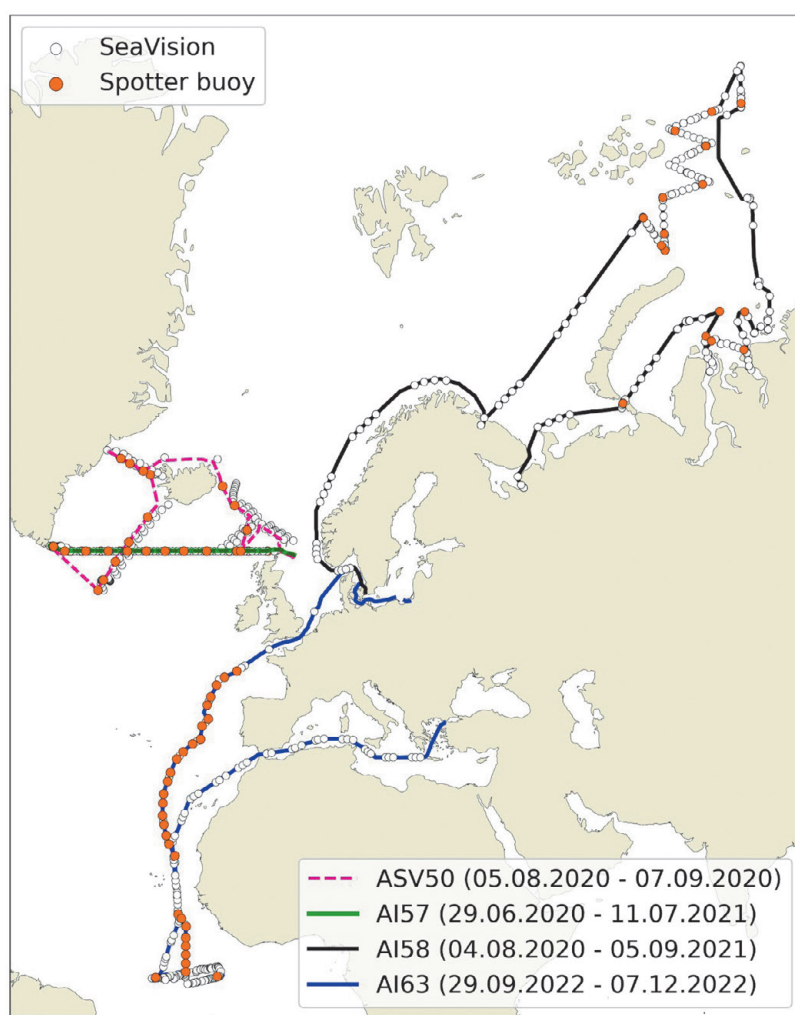 SeaVision
Spotter buoy
ASV50 (05.08.2020 - 07.09.2020)
AI57 (29.06.2020 - 11.07.2021)
AI58 (04.08.2020 - 05.09.2021)
AI63 (29.09.2022 - 07.12.2022)